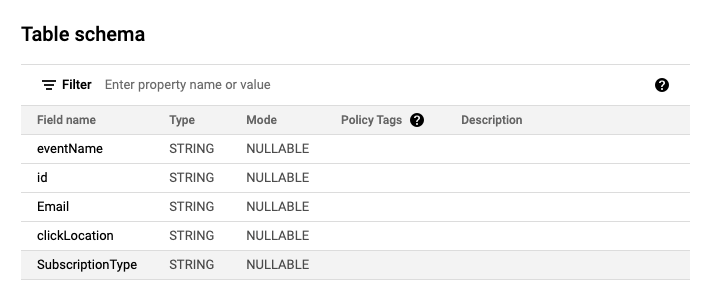 Table schema
Filter Enter property name or value ?
Field name Type Mode Policy Tags ? Description
eventName STRING NULLABLE
id STRING NULLABLE
Email STRING NULLABLE
clickLocation STRING NULLABLE
SubscriptionType STRING NULLABLE